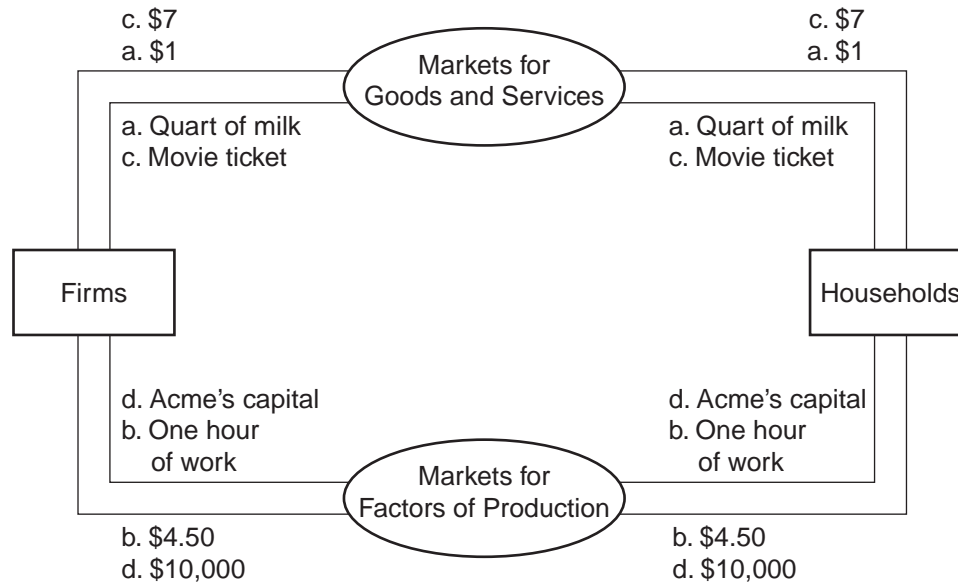 c. $7
a. $1
c. $7
a. $1
Markets for
Goods and Services
a. Quart of milk
c. Movie ticket
a. Quart of milk
c. Movie ticket
Firms
Households
d. Acme’s capital
b. One hour
of work
d. Acme’s capital
b. One hour
of work
Markets for
Factors of Production
b. $4.50
d. $10,000
b. $4.50
d. $10,000